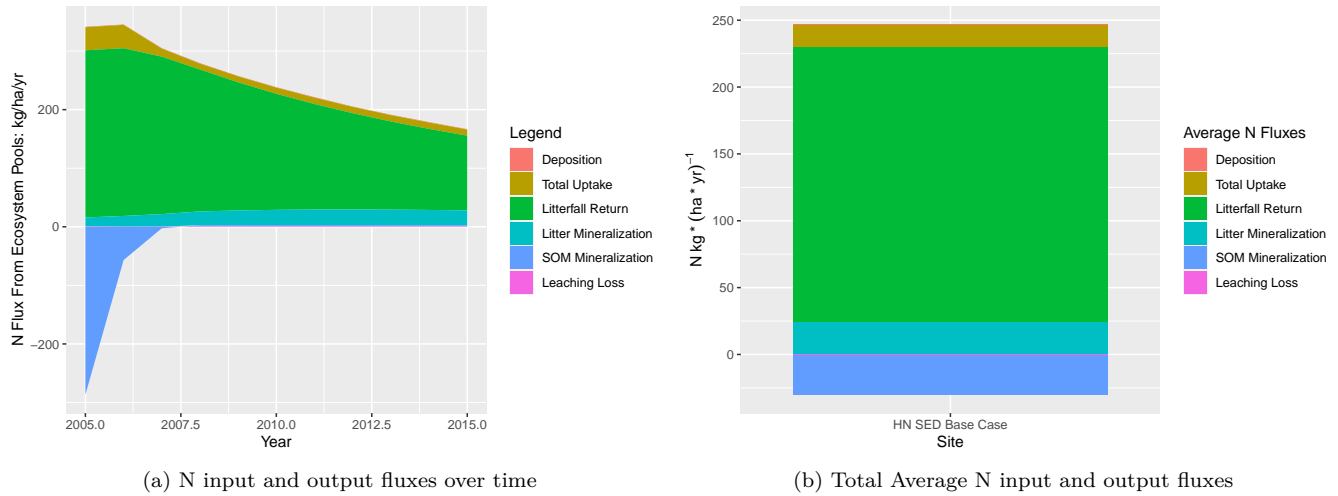 N Flux From Ecosystem Pools: kg/ha/yr
200
0
−200
2005.0 2007.5 2010.0 2012.5 2015.0
Year
Legend
Deposition
Total Uptake
Litterfall Return
Litter Mineralization
SOM Mineralization
Leaching Loss
(a) N input and output fluxes over time
N kg * (ha * yr)⁻¹
250
200
150
100
50
0
HN SED Base Case
Site
Average N Fluxes
Deposition
Total Uptake
Litterfall Return
Litter Mineralization
SOM Mineralization
Leaching Loss
(b) Total Average N input and output fluxes